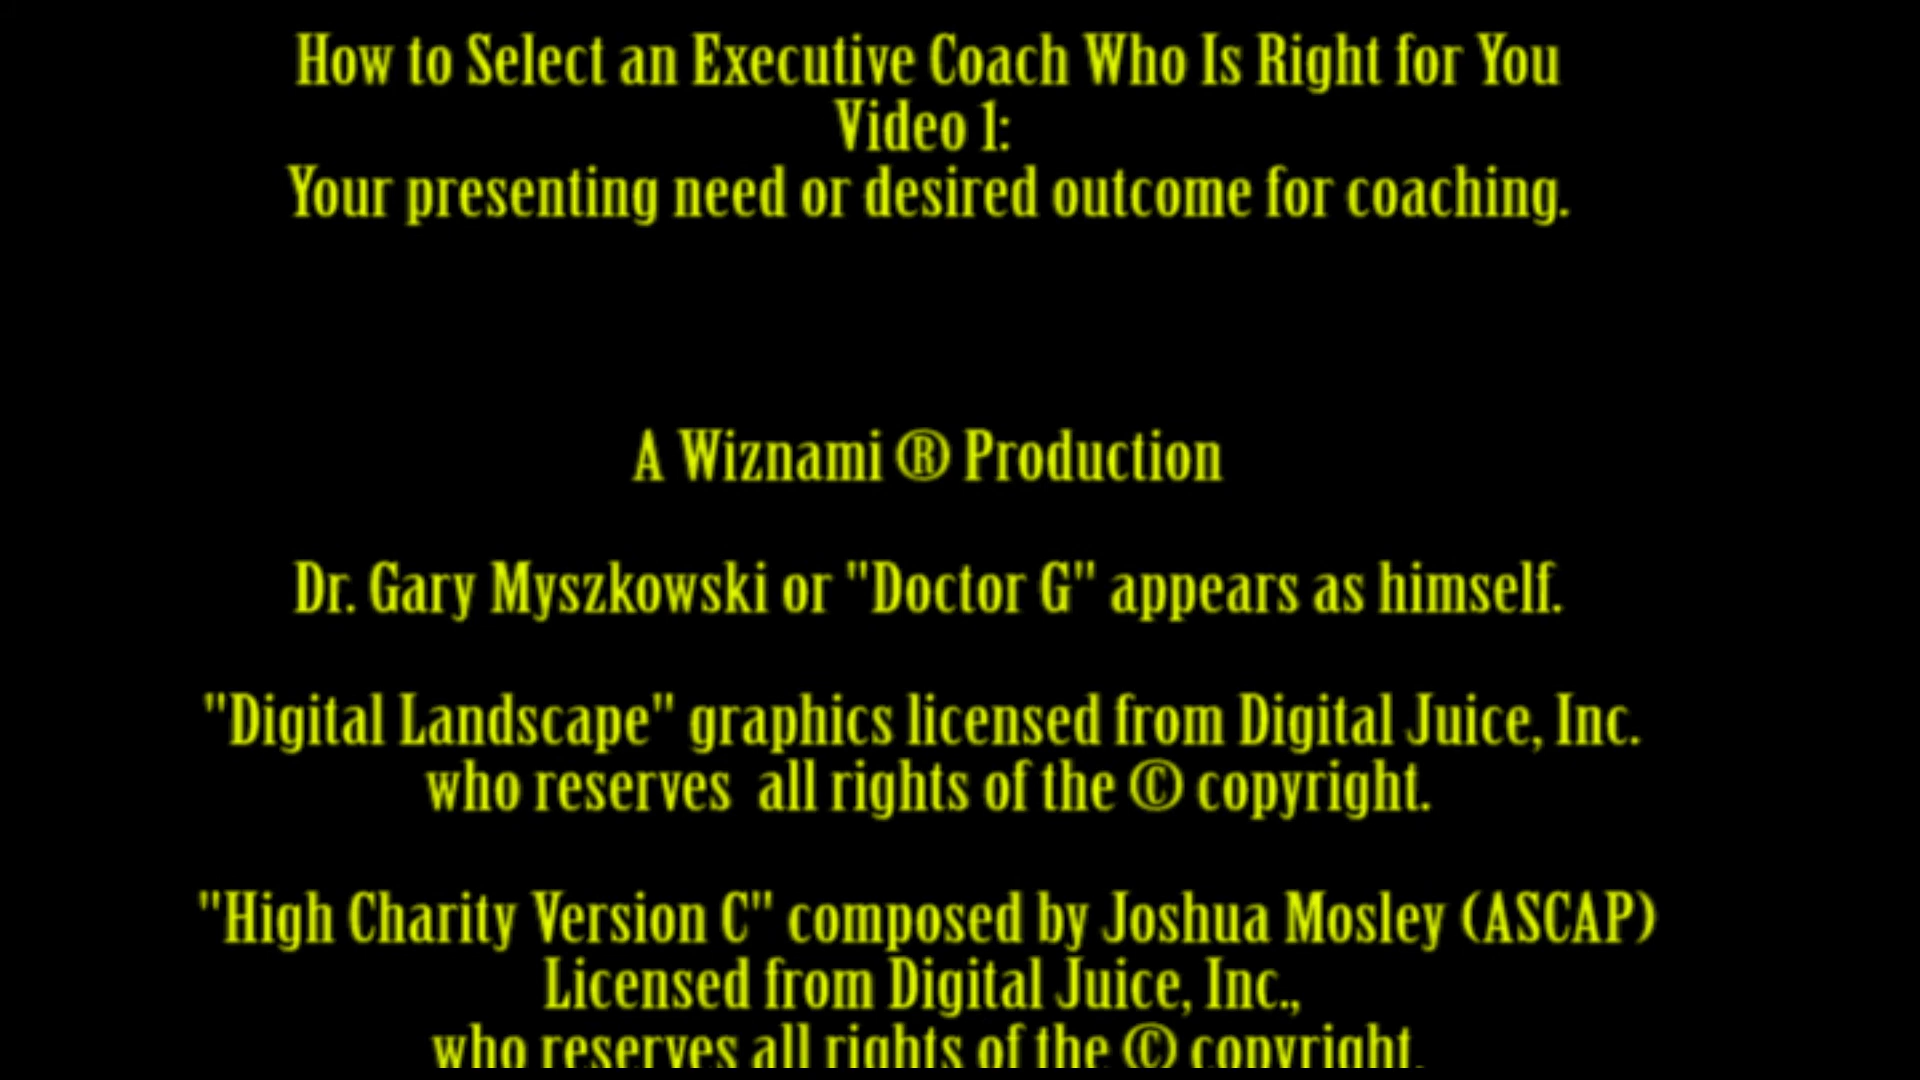 How to Select an Executive Coach Who Is Right for You
Video 1:
Your presenting need or desired outcome for coaching.
A Wiznami ® Production
Dr. Gary Myszkowski or "Doctor G" appears as himself.
"Digital Landscape" graphics licensed from Digital Juice, Inc.
who reserves  all rights of the © copyright.
"High Charity Version C" composed by Joshua Mosley (ASCAP)
Licensed from Digital Juice, Inc.,
who reserves all rights of the © copyright.